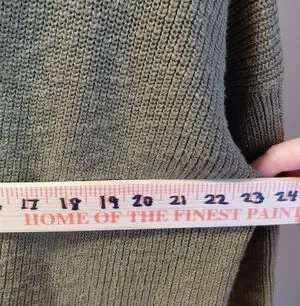 17 18 19 20 21 22 23 24
HOME OF THE FINEST PAINT